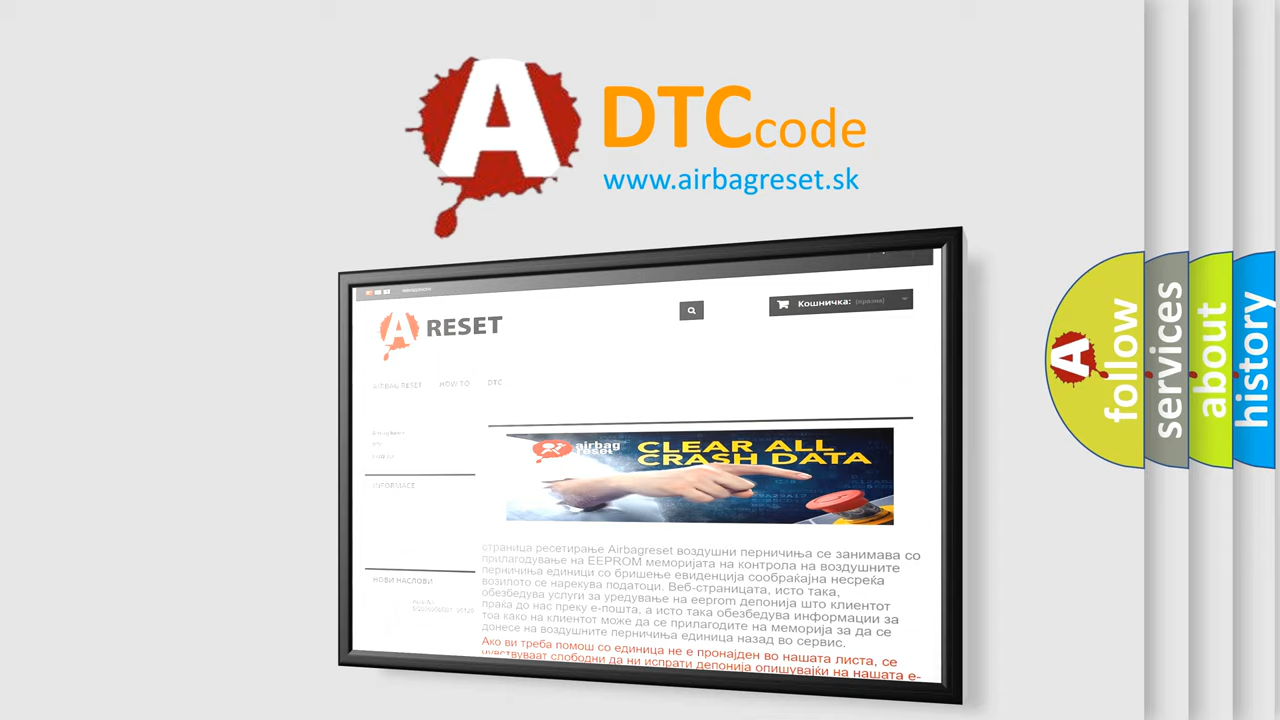 A DTC code
www.airbagreset.sk
A RESET
Кошничка: (празна)
AIRBAG RESET HOW TO DTC
airbag reset
CLEAR ALL
CRASH DATA
INFORMACE
НОВИ НАСЛОВИ
страница ресетирање Airbagreset воздушни перничиња се занимава со
прилагодување на EEPROM меморијата на контрола на воздушните
перничиња единици со бришење евиденција сообраќајна несреќа
возилото се нарекува податоци. Веб-страницата, исто така,
обезбедува услуги за уредување на eeprom депонија што клиентот
праќа до нас преку е-пошта, а исто така обезбедува информации за
тоа како на клиентот може да се прилагодите на меморија за да се
донесе на воздушните перничиња единица назад во сервис.
Ако ви треба помош со единица не е пронајден во нашата листа, се
чувствуваат слободни да ни испрати депонија опишувајќи на нашата е-
A follow
services
about
history